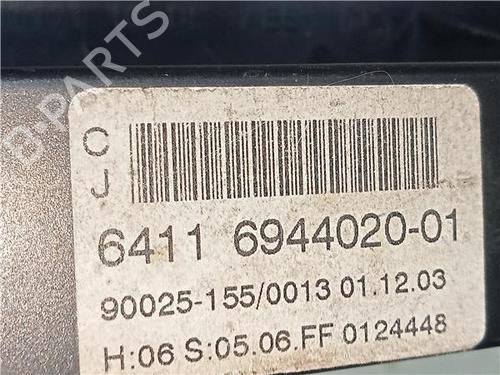 B-PARTS
C
J
6411 6944020-01
90025-155/0013 01.12.03
H:06 S:05.06.FF 0124448